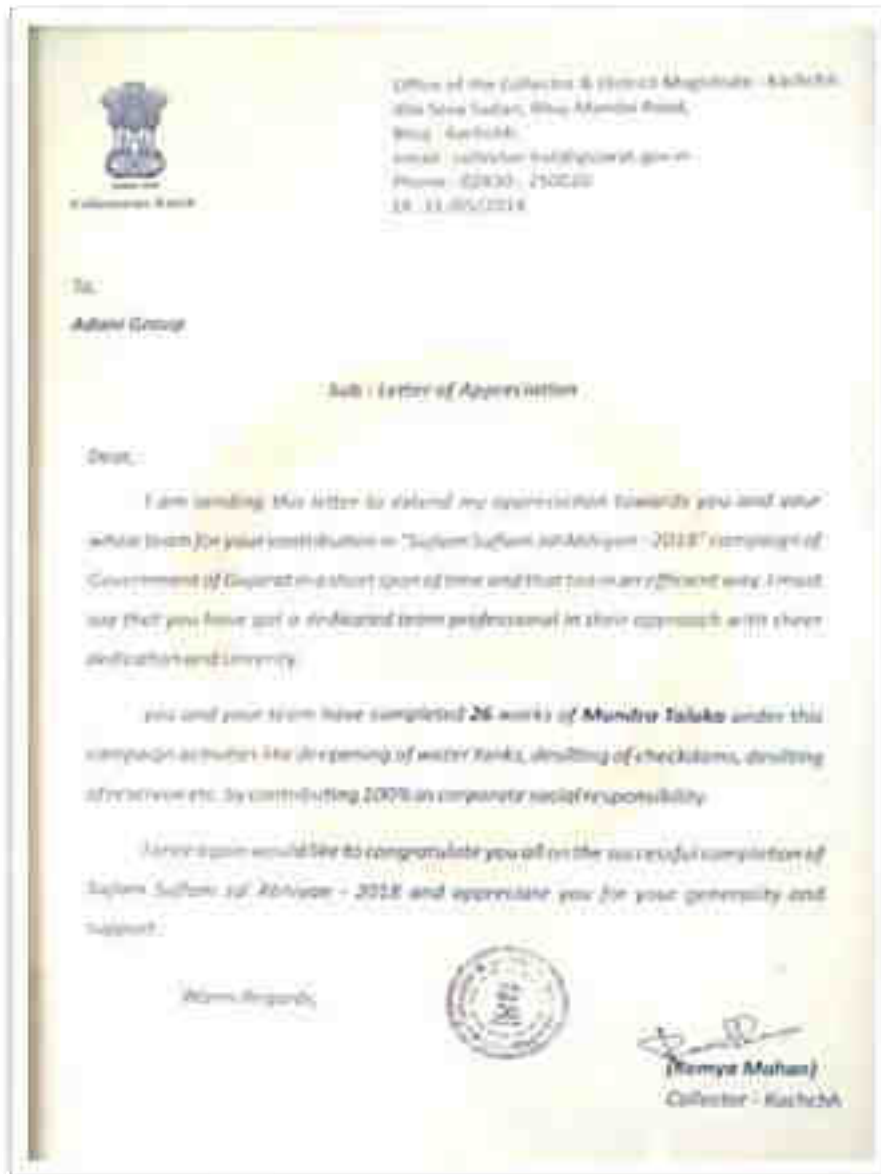 Office of the Collector & District Magistrate - Kachchh
Bhuj - Kachchh
Phone : 02832 - 250020
To,
Adani Group
Sub : Letter of Appreciation
Dear,
I am sending this letter to extend my appreciation towards you and your
whole team for your contribution in "Sujlam Suflam Jal Abhiyan - 2018" campaign of
Government of Gujarat in a short span of time and that too in an efficient way. I must
say that you have got a dedicated team professional in their approach with sheer
dedication and sincerity.
you and your team have completed 26 works of Mundra Taluka under this
campaign activities like deepening of water tanks, desilting of checkdams, desilting
of reservoir etc. by contributing 100% in corporate social responsibility.
I once again would like to congratulate you all on the successful completion of
Sujlam Suflam Jal Abhiyan - 2018 and appreciate you for your generosity and
support.
Warm Regards,
(Remya Mohan)
Collector - Kachchh